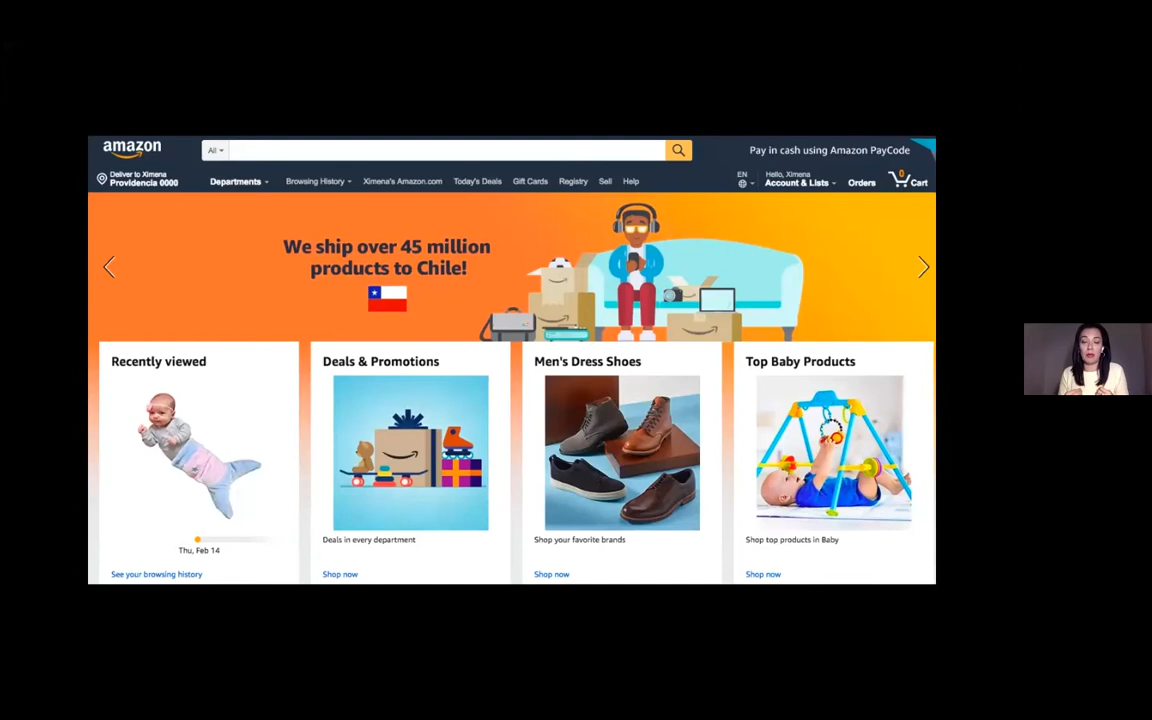 amazon
All
Pay in cash using Amazon PayCode
Deliver to Ximena
Providencia 0000
Departments
Browsing History
Ximena's Amazon.com
Today's Deals
Gift Cards
Registry
Sell
Help
EN
Hello, Ximena
Account & Lists
Orders
0
Cart
We ship over 45 million
products to Chile!
Recently viewed
Thu, Feb 14
See your browsing history
Deals & Promotions
Deals in every department
Shop now
Men's Dress Shoes
Shop your favorite brands
Shop now
Top Baby Products
Shop top products in Baby
Shop now